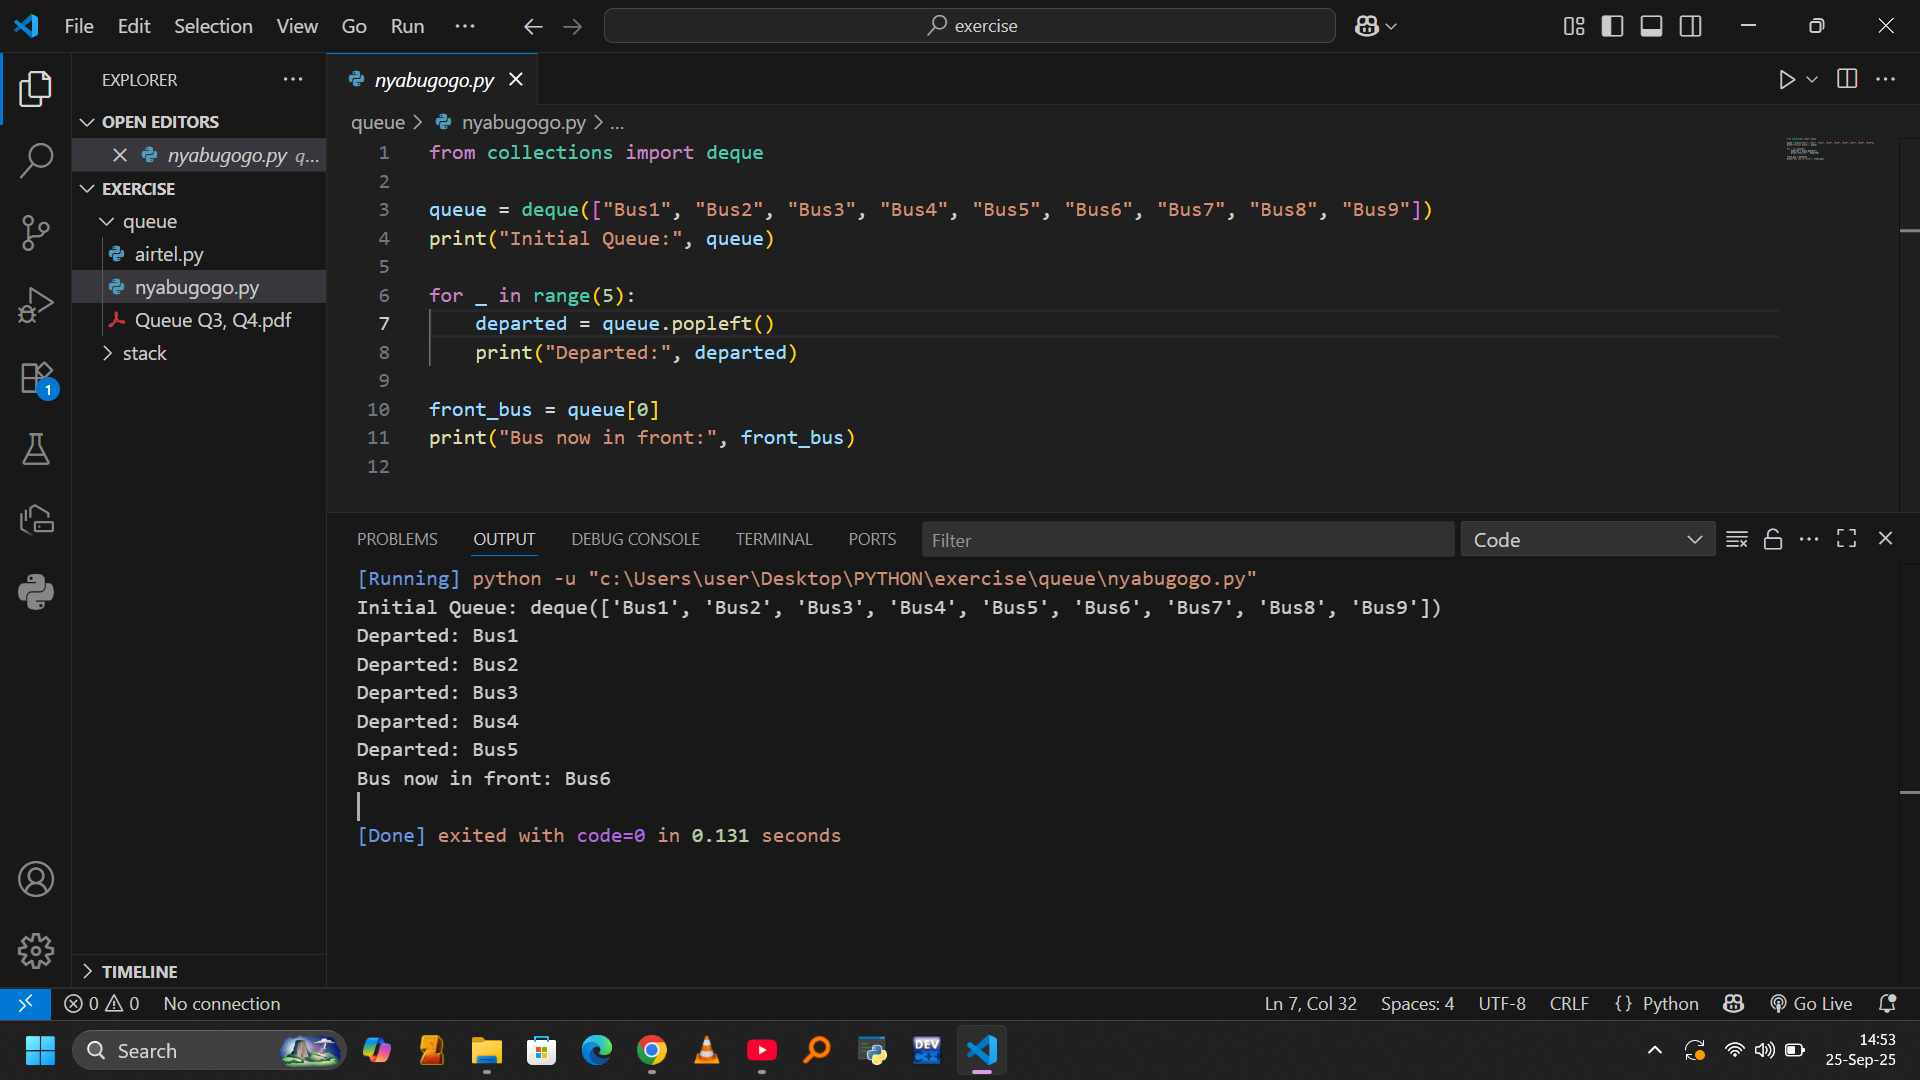 File Edit Selection View Go Run ...
exercise
EXPLORER ...
nyabugogo.py
OPEN EDITORS
nyabugogo.py q...
EXERCISE
queue
airtel.py
nyabugogo.py
Queue Q3, Q4.pdf
stack
TIMELINE
queue > nyabugogo.py > ...
1 from collections import deque
2
3 queue = deque(["Bus1", "Bus2", "Bus3", "Bus4", "Bus5", "Bus6", "Bus7", "Bus8", "Bus9"])
4 print("Initial Queue:", queue)
5
6 for _ in range(5):
7     departed = queue.popleft()
8     print("Departed:", departed)
9
10 front_bus = queue[0]
11 print("Bus now in front:", front_bus)
12
PROBLEMS OUTPUT DEBUG CONSOLE TERMINAL PORTS Filter Code
[Running] python -u "c:\Users\user\Desktop\PYTHON\exercise\queue\nyabugogo.py"
Initial Queue: deque(['Bus1', 'Bus2', 'Bus3', 'Bus4', 'Bus5', 'Bus6', 'Bus7', 'Bus8', 'Bus9'])
Departed: Bus1
Departed: Bus2
Departed: Bus3
Departed: Bus4
Departed: Bus5
Bus now in front: Bus6
[Done] exited with code=0 in 0.131 seconds
1
0 0 No connection Ln 7, Col 32 Spaces: 4 UTF-8 CRLF {} Python Go Live
Search
DEV
14:53
25-Sep-25